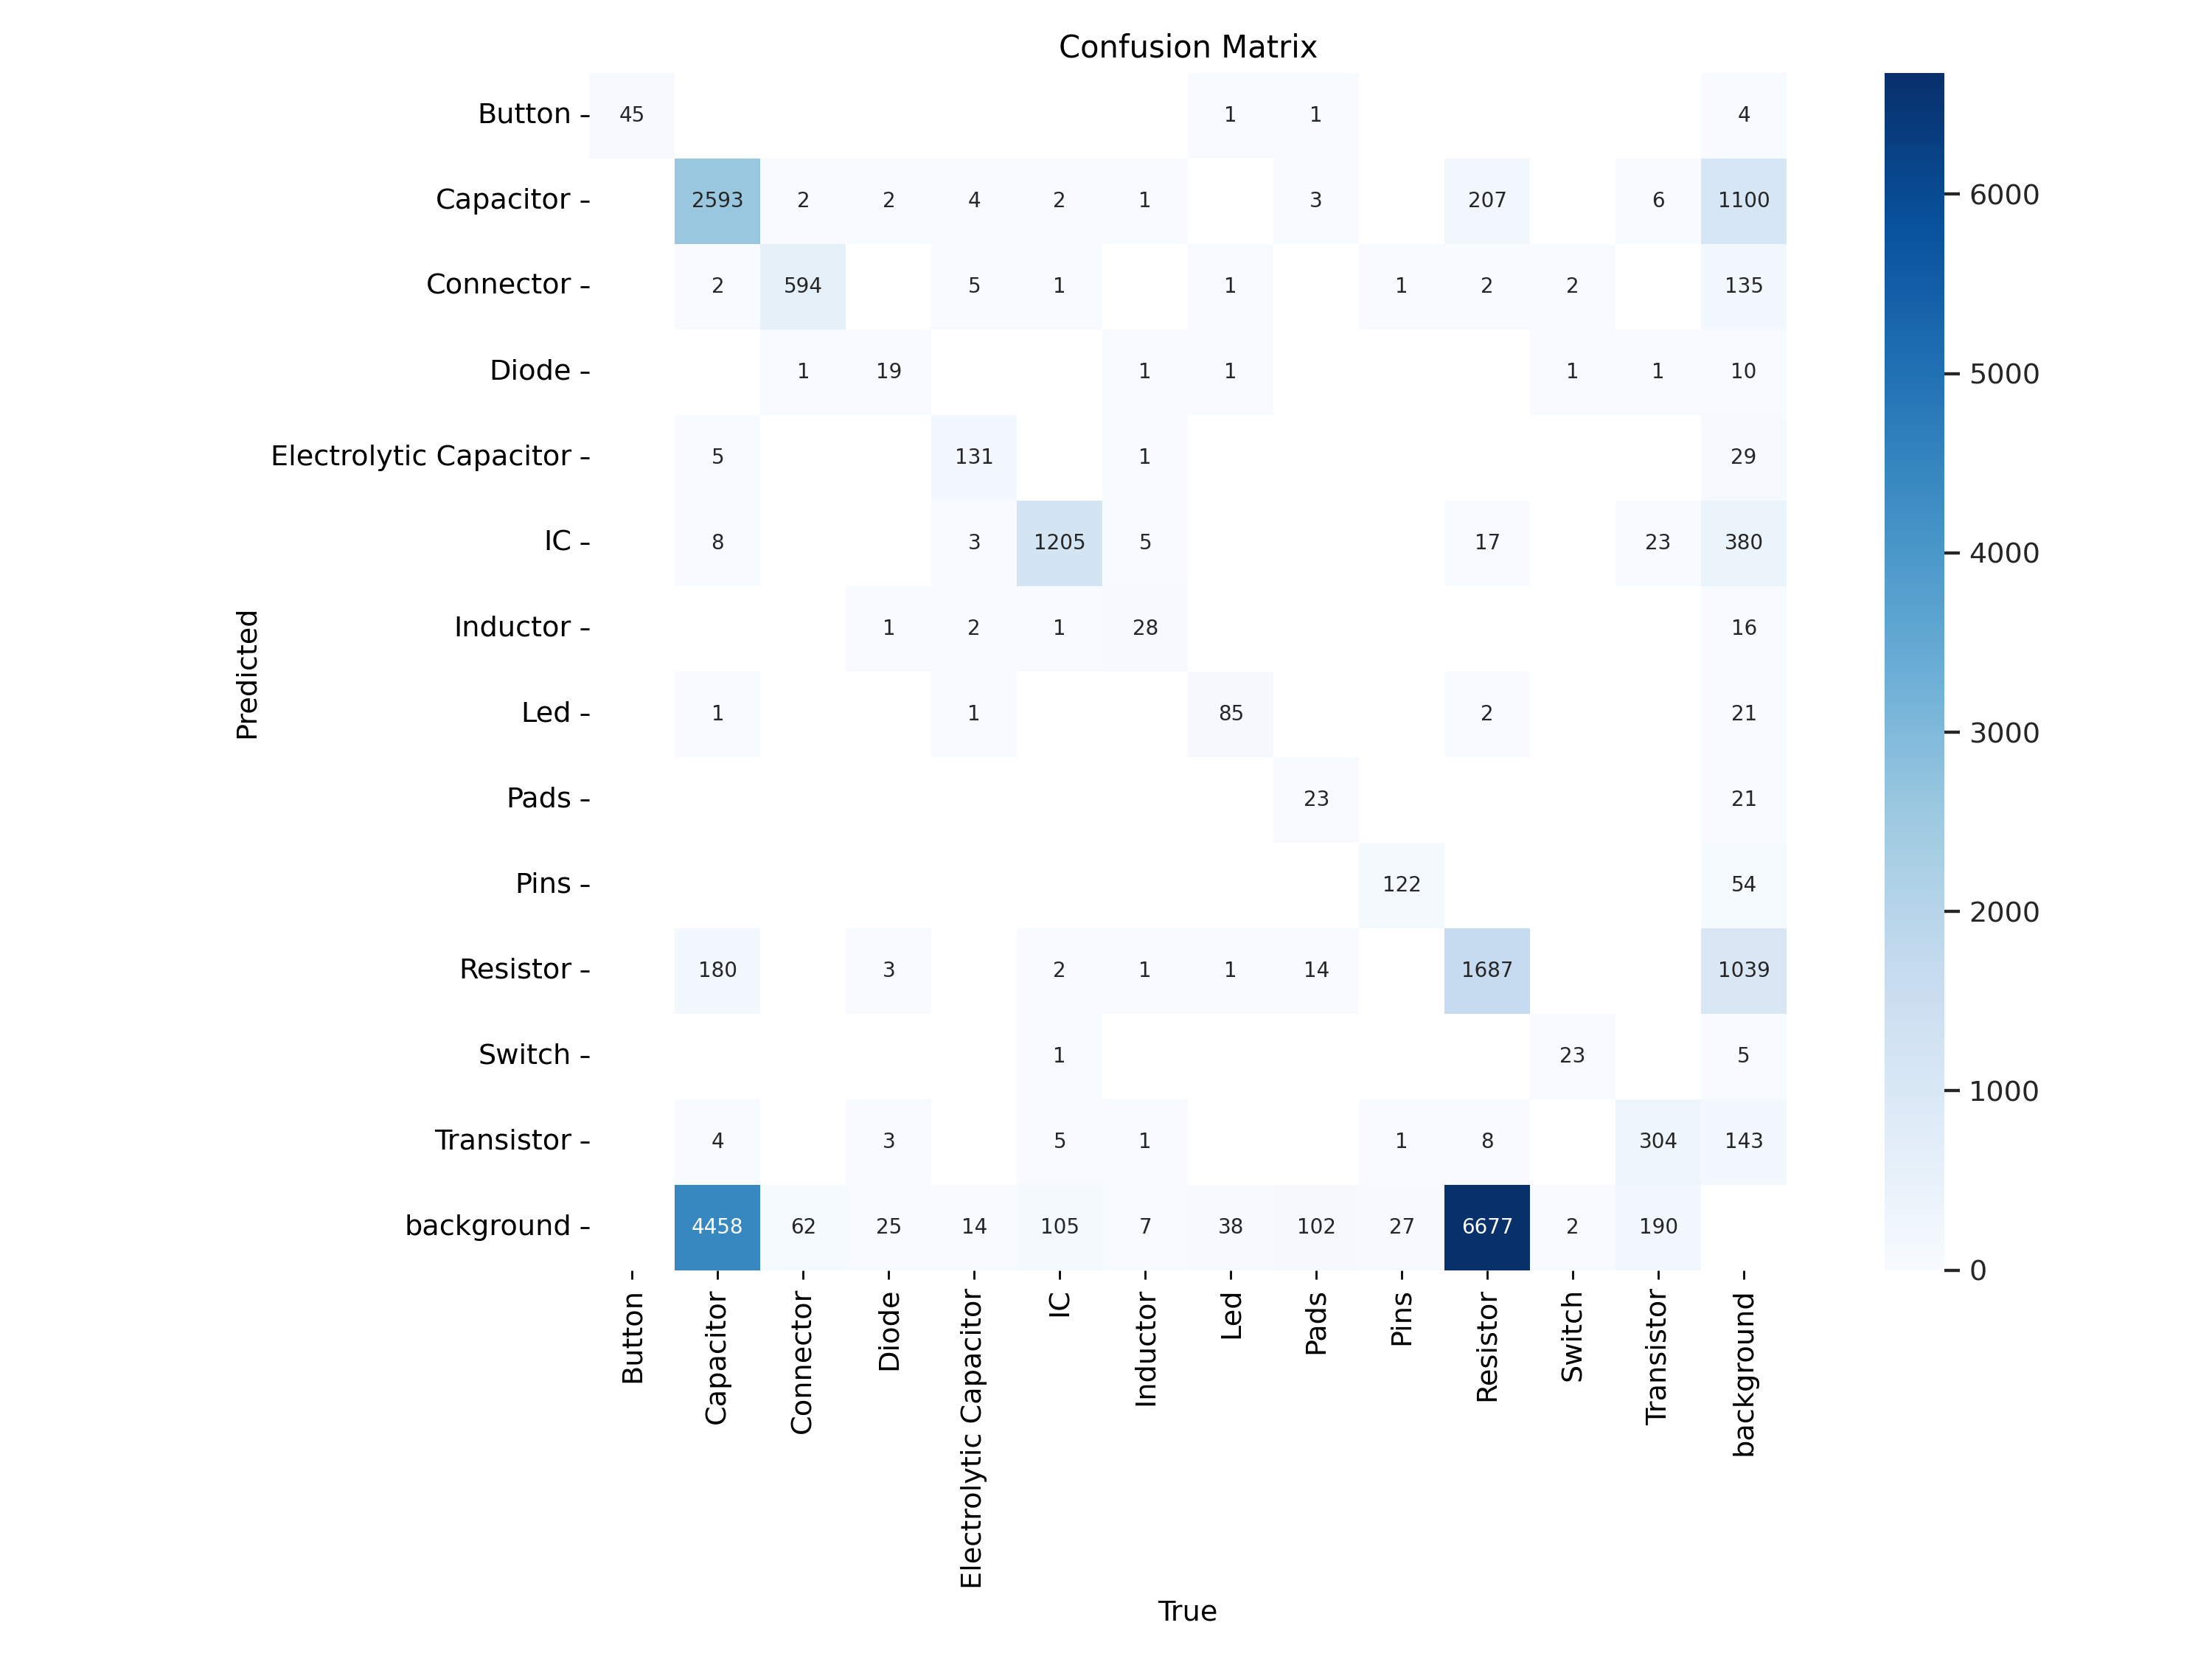 Confusion Matrix
Button 45 1 1 4
Capacitor 2593 2 2 4 2 1 3 207 6 1100
Connector 2 594 5 1 1 1 2 2 135
Diode 1 19 1 1 1 1 10
Electrolytic Capacitor 5 131 1 29
IC 8 3 1205 5 17 23 380
Inductor 1 2 1 28 16
Led 1 1 85 2 21
Pads 23 21
Pins 122 54
Resistor 180 3 2 1 1 14 1687 1039
Switch 1 23 5
Transistor 4 3 5 1 1 8 304 143
background 4458 62 25 14 105 7 38 102 27 6677 2 190
Predicted
Button Capacitor Connector Diode Electrolytic Capacitor IC Inductor Led Pads Pins Resistor Switch Transistor background
True
6000
5000
4000
3000
2000
1000
0